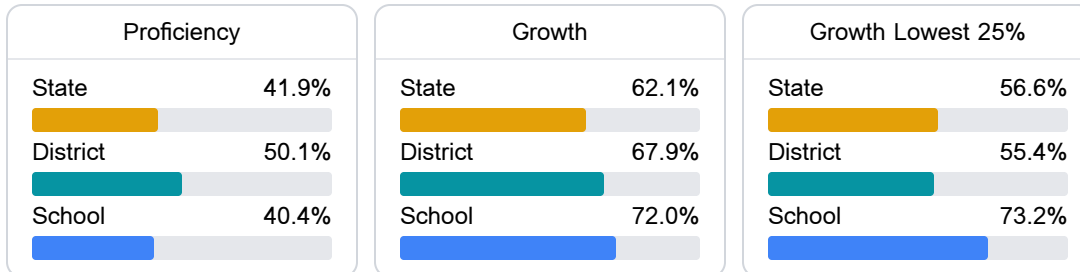 Proficiency
State 41.9%
District 50.1%
School 40.4%
Growth
State 62.1%
District 67.9%
School 72.0%
Growth Lowest 25%
State 56.6%
District 55.4%
School 73.2%